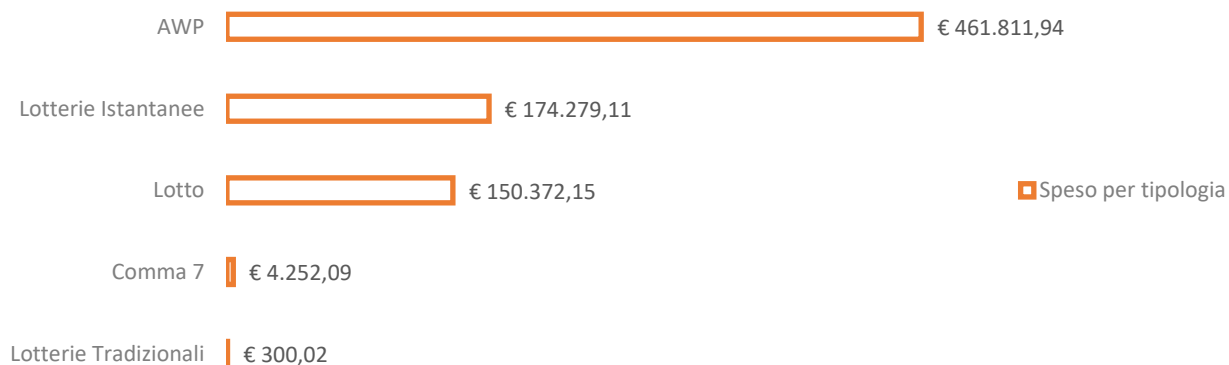 AWP € 461.811,94
Lotterie Istantanee € 174.279,11
Lotto € 150.372,15 Speso per tipologia
Comma 7 € 4.252,09
Lotterie Tradizionali € 300,02